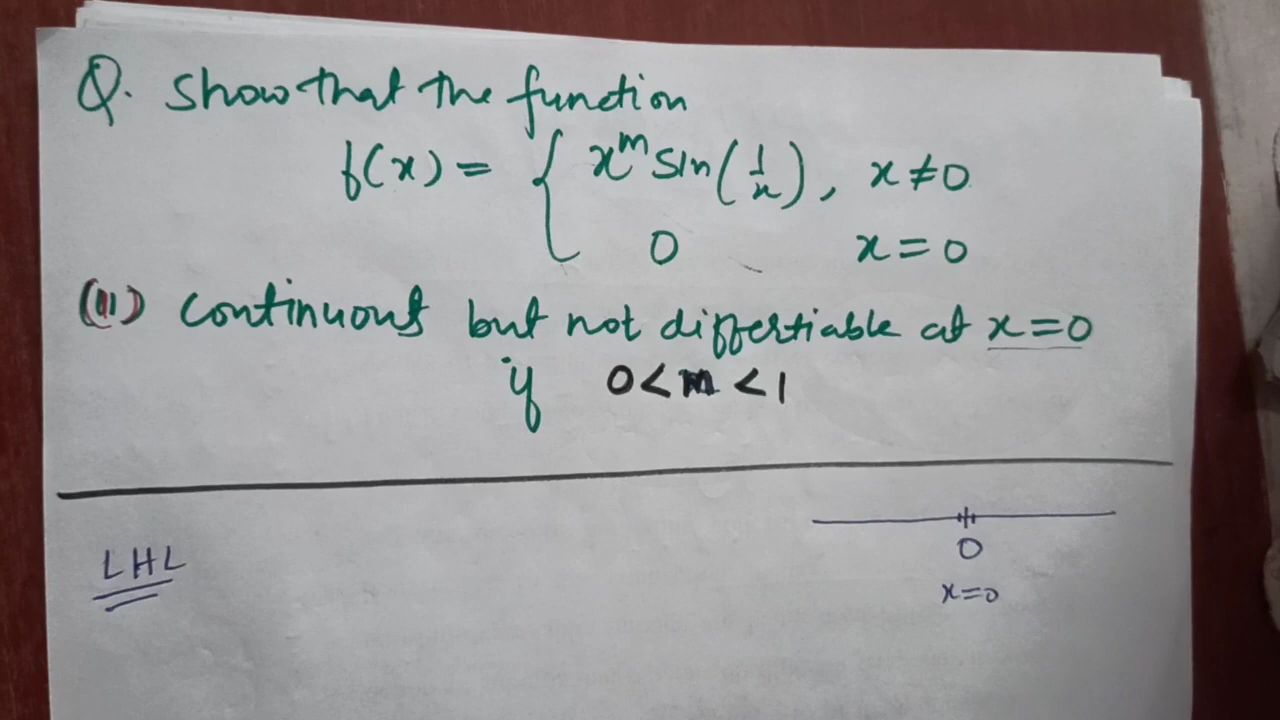 Q. Show that the function
f(x) = { x^m sin(1/x), x ≠ 0
0 x = 0
(ii) continuous but not differtiable at x=0
if 0 < m < 1
0
LHL
x=0